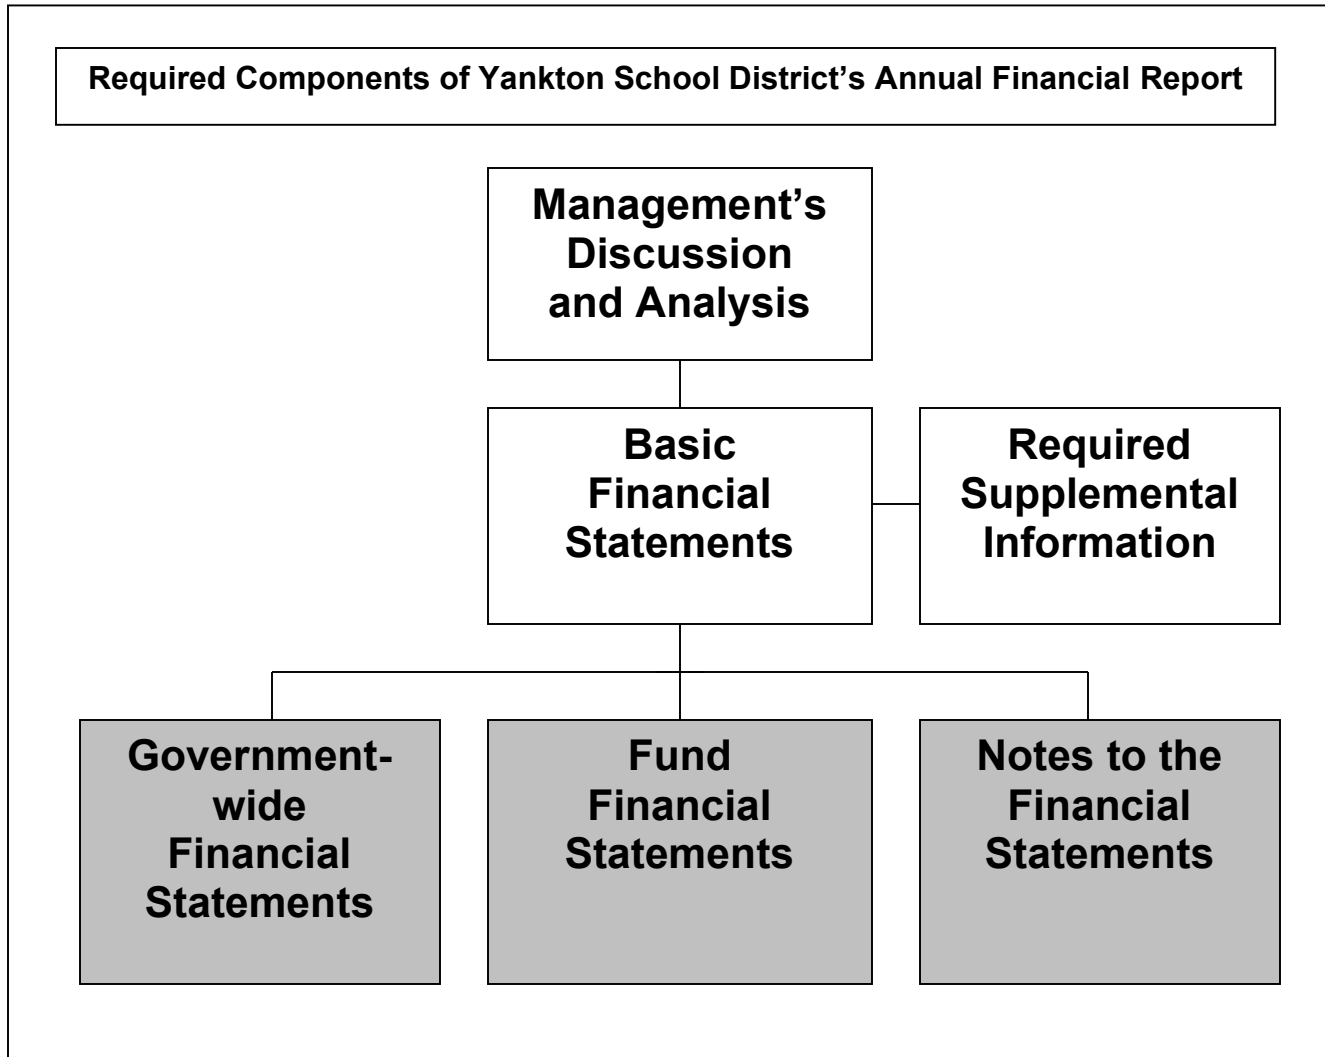 Required Components of Yankton School District’s Annual Financial Report
Management’s
Discussion
and Analysis
Basic
Financial
Statements
Required
Supplemental
Information
Government-
wide
Financial
Statements
Fund
Financial
Statements
Notes to the
Financial
Statements